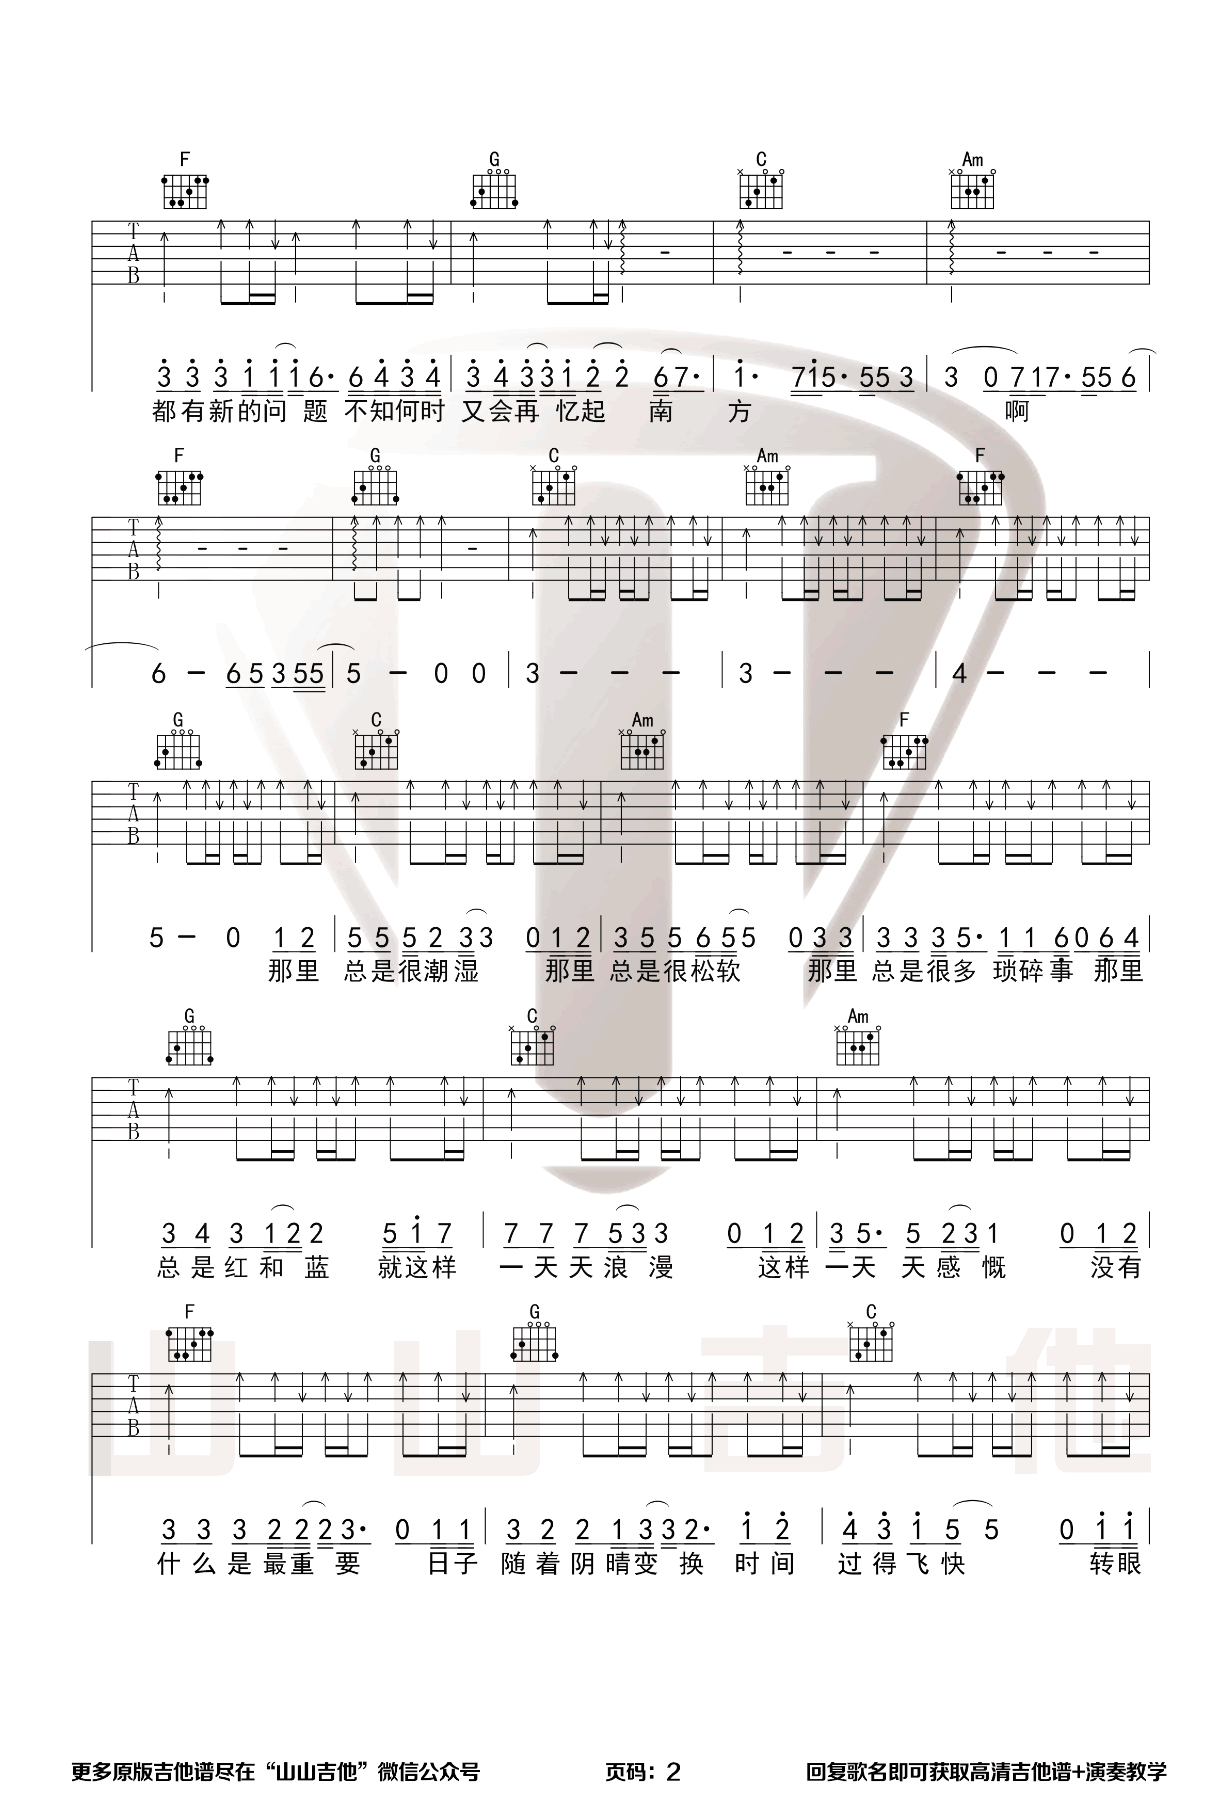 F G C Am
T A B
3 3 3 1 1 1 6· 6 4 3 4 3 4 3 3 1 2 2 6 7· 1· 7 1 5· 5 5 3 3 0 7 1 7· 5 5 6
都有新的问题 不知何时 又会再忆起 南方 啊
F G C Am F
T A B
6 － 6 5 3 5 5 5 － 0 0 3 － － － 3 － － － 4 － － －
G C Am F
T A B
5 － 0 1 2 5 5 5 2 3 3 0 1 2 3 5 5 6 5 5 0 3 3 3 3 3 5· 1 1 6 0 6 4
那里 总是很潮湿 那里 总是很松软 那里 总是很多 琐碎事 那里
G C Am
T A B
3 4 3 1 2 2 5 1 7 7 7 7 5 3 3 0 1 2 3 5· 5 2 3 1 0 1 2
总是红和蓝 就这样 一天天浪漫 这样 一天天感慨 没有
F G C
T A B
3 3 3 2 2 2 3· 0 1 1 3 2 2 1 3 3 2· 1 2 4 3 1 5 5 0 1 1
什么是最重要 日子 随着阴晴变换 时间 过得飞快 转眼
山山吉他
更多原版吉他谱尽在“山山吉他”微信公众号 页码：2 回复歌名即可获取高清吉他谱+演奏教学